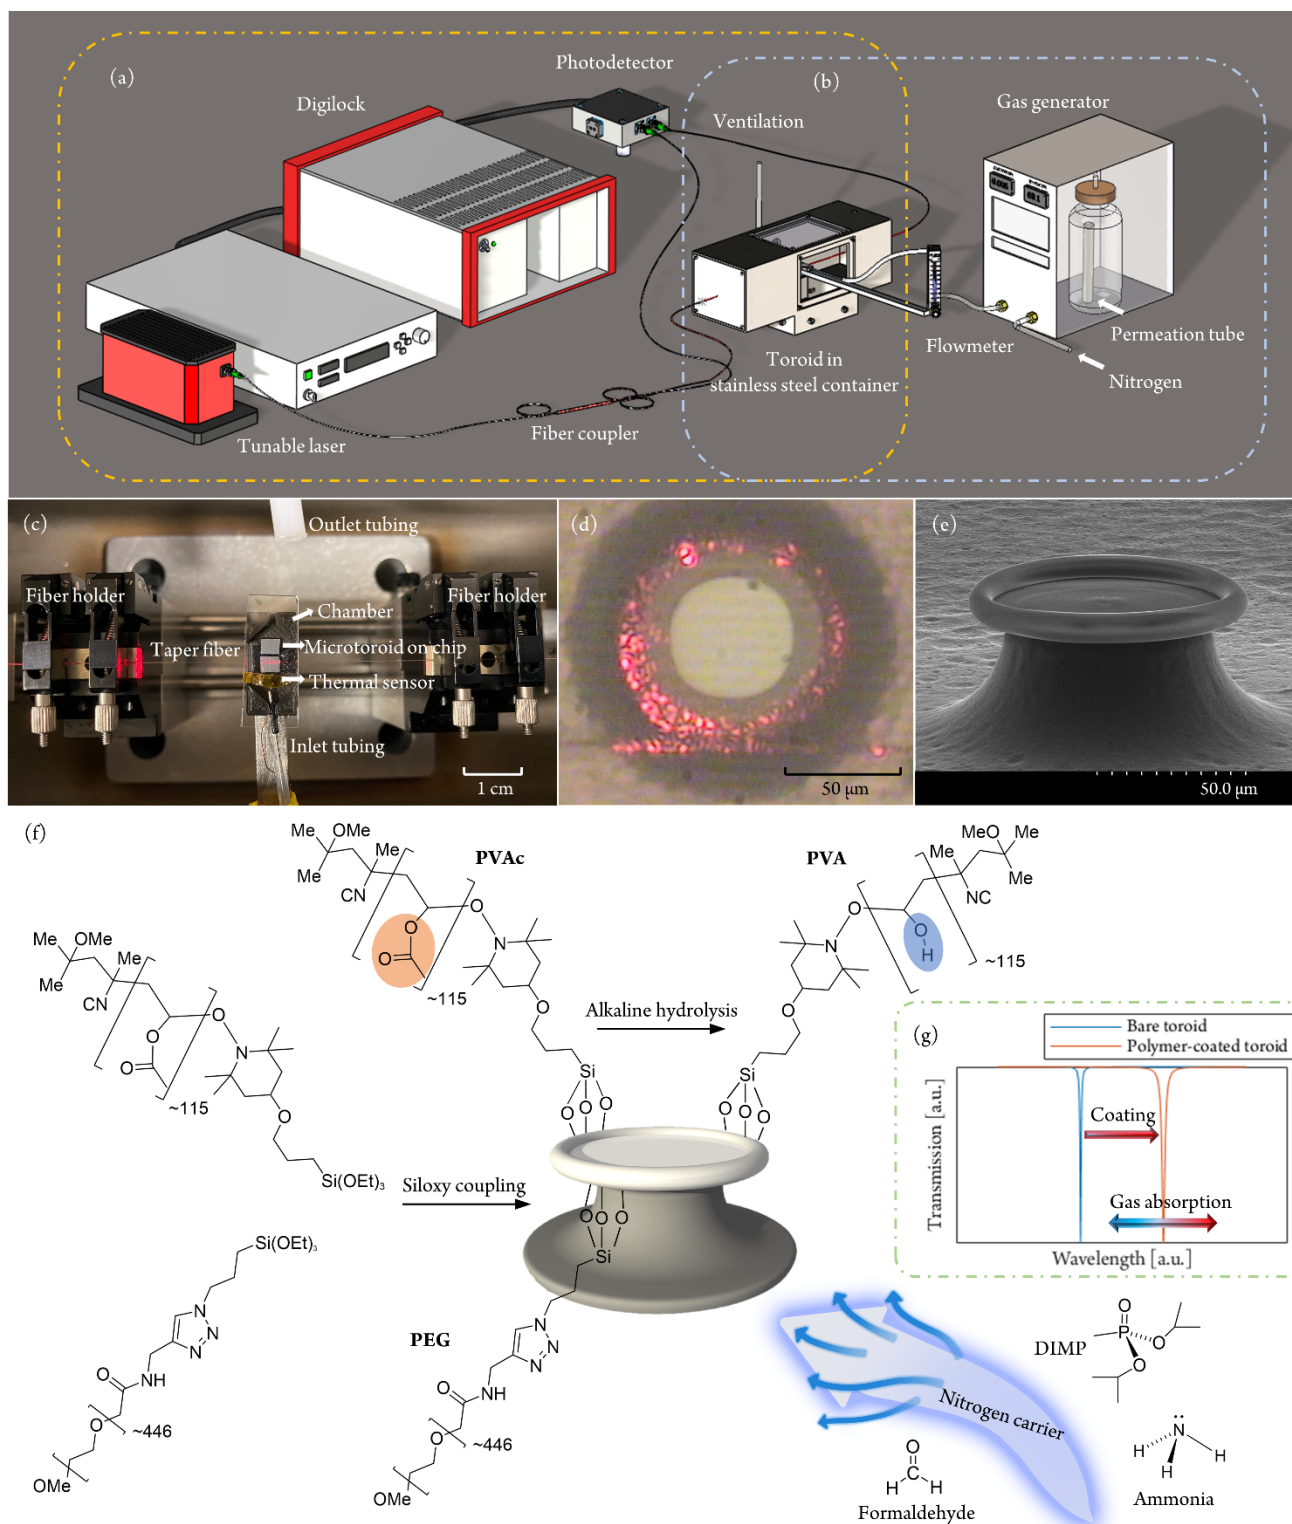 (a)
(b)
Photodetector
Digilock
Ventilation
Gas generator
Permeation tube
Nitrogen
Flowmeter
Toroid in
stainless steel container
Fiber coupler
Tunable laser
(c)
Outlet tubing
Fiber holder
Fiber holder
Chamber
Taper fiber
Microtoroid on chip
Thermal sensor
Inlet tubing
1 cm
(d)
50 μm
(e)
50.0 μm
(f)
Me
OMe
Me
Me
CN
PVAc
O
O
O
N
~115
O
Si
O
O
O
PVA
MeO
Me
Me
Me
NC
O
O
H
N
~115
O
Si
O
O
O
Me
OMe
Me
Me
CN
O
O
O
N
~115
O
Si(OEt)3
Alkaline hydrolysis
Siloxy coupling
(g)
Bare toroid
Polymer-coated toroid
Transmission [a.u.]
Coating
Gas absorption
Wavelength [a.u.]
Si(OEt)3
N
N
N
O
NH
O
~446
OMe
O
O
O
Si
PEG
N
N
N
O
NH
O
~446
OMe
Nitrogen carrier
DIMP
O
P
O
O
O
C
H
H
Formaldehyde
N
H
H
H
Ammonia